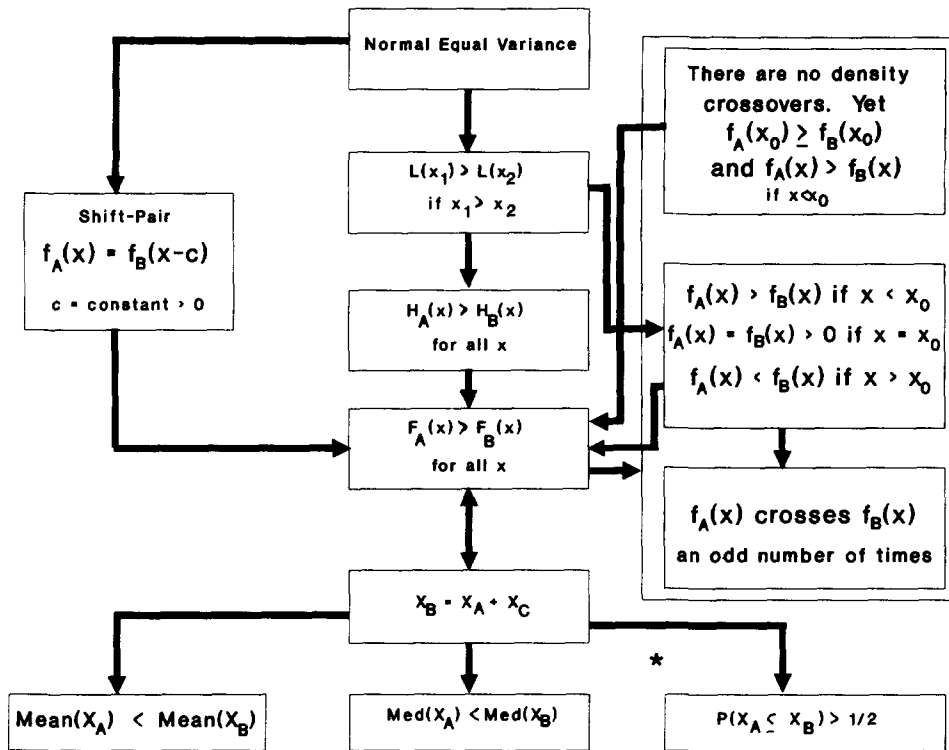 Normal Equal Variance
There are no density
crossovers. Yet
f_A(x_0) ≥ f_B(x_0)
and f_A(x) > f_B(x)
if x<x_0
L(x_1) > L(x_2)
if x_1 > x_2
Shift-Pair
f_A(x) = f_B(x-c)
c = constant > 0
H_A(x) > H_B(x)
for all x
f_A(x) > f_B(x) if x < x_0
f_A(x) = f_B(x) > 0 if x = x_0
f_A(x) < f_B(x) if x > x_0
F_A(x) > F_B(x)
for all x
f_A(x) crosses f_B(x)
an odd number of times
X_B = X_A + X_C
*
Mean(X_A) < Mean(X_B)
Med(X_A) < Med(X_B)
P(X_A ≤ X_B) > 1/2